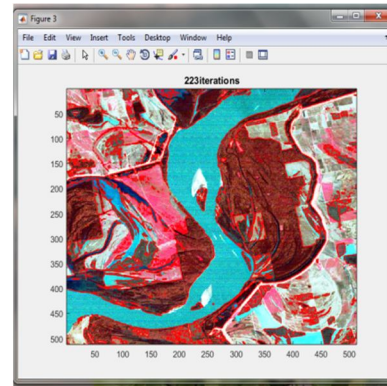 Figure 3
File Edit View Insert Tools Desktop Window Help
223iterations
50
100
150
200
250
300
350
400
450
500
50 100 150 200 250 300 350 400 450 500